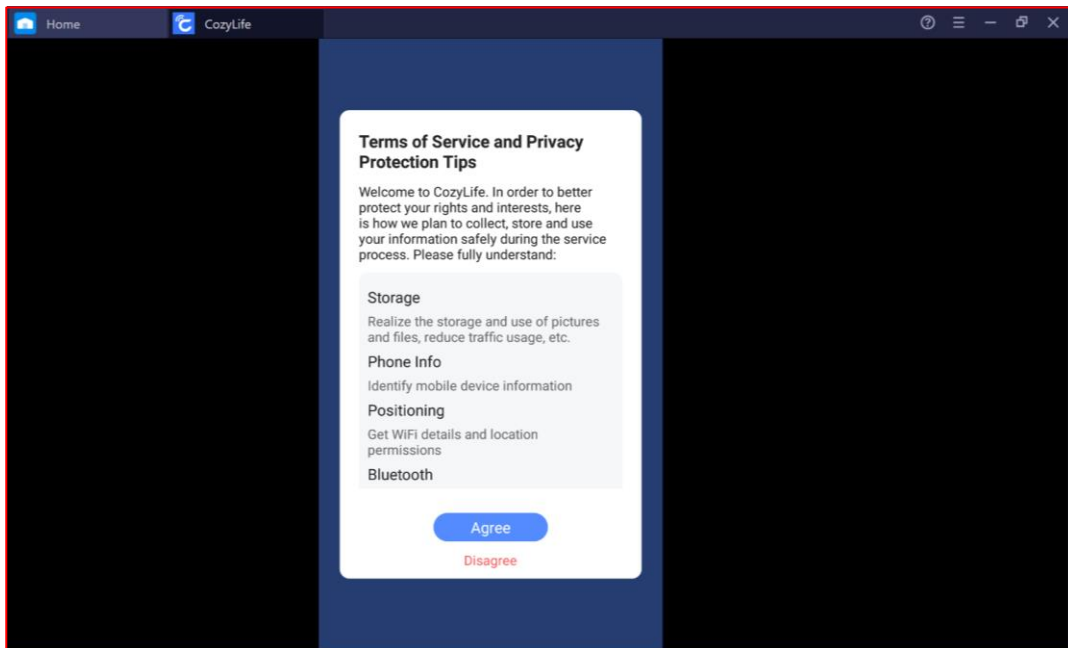 Home
CozyLife
Terms of Service and Privacy
Protection Tips
Welcome to CozyLife. In order to better
protect your rights and interests, here
is how we plan to collect, store and use
your information safely during the service
process. Please fully understand:
Storage
Realize the storage and use of pictures
and files, reduce traffic usage, etc.
Phone Info
Identify mobile device information
Positioning
Get WiFi details and location
permissions
Bluetooth
Agree
Disagree